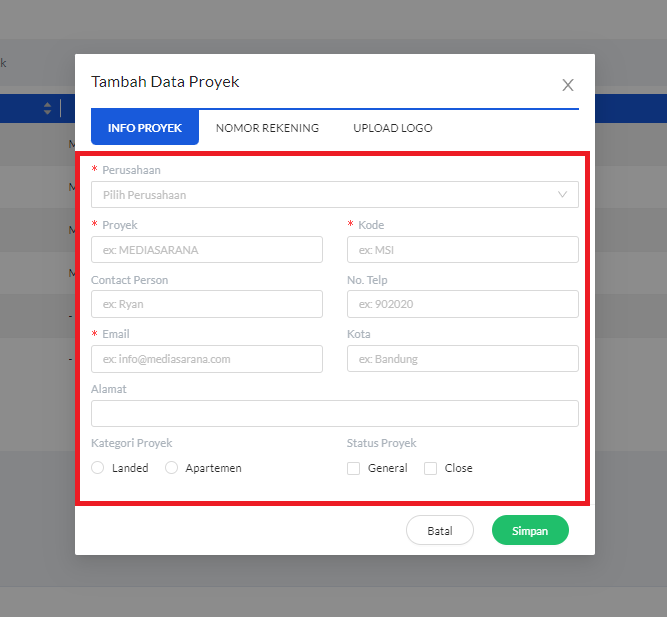 k
Tambah Data Proyek
INFO PROYEK NOMOR REKENING UPLOAD LOGO
* Perusahaan
Pilih Perusahaan
* Proyek * Kode
ex: MEDIASARANA ex: MSI
Contact Person No. Telp
ex: Ryan ex: 902020
* Email Kota
ex: info@mediasarana.com ex: Bandung
Alamat
Kategori Proyek Status Proyek
Landed Apartemen General Close
Batal Simpan